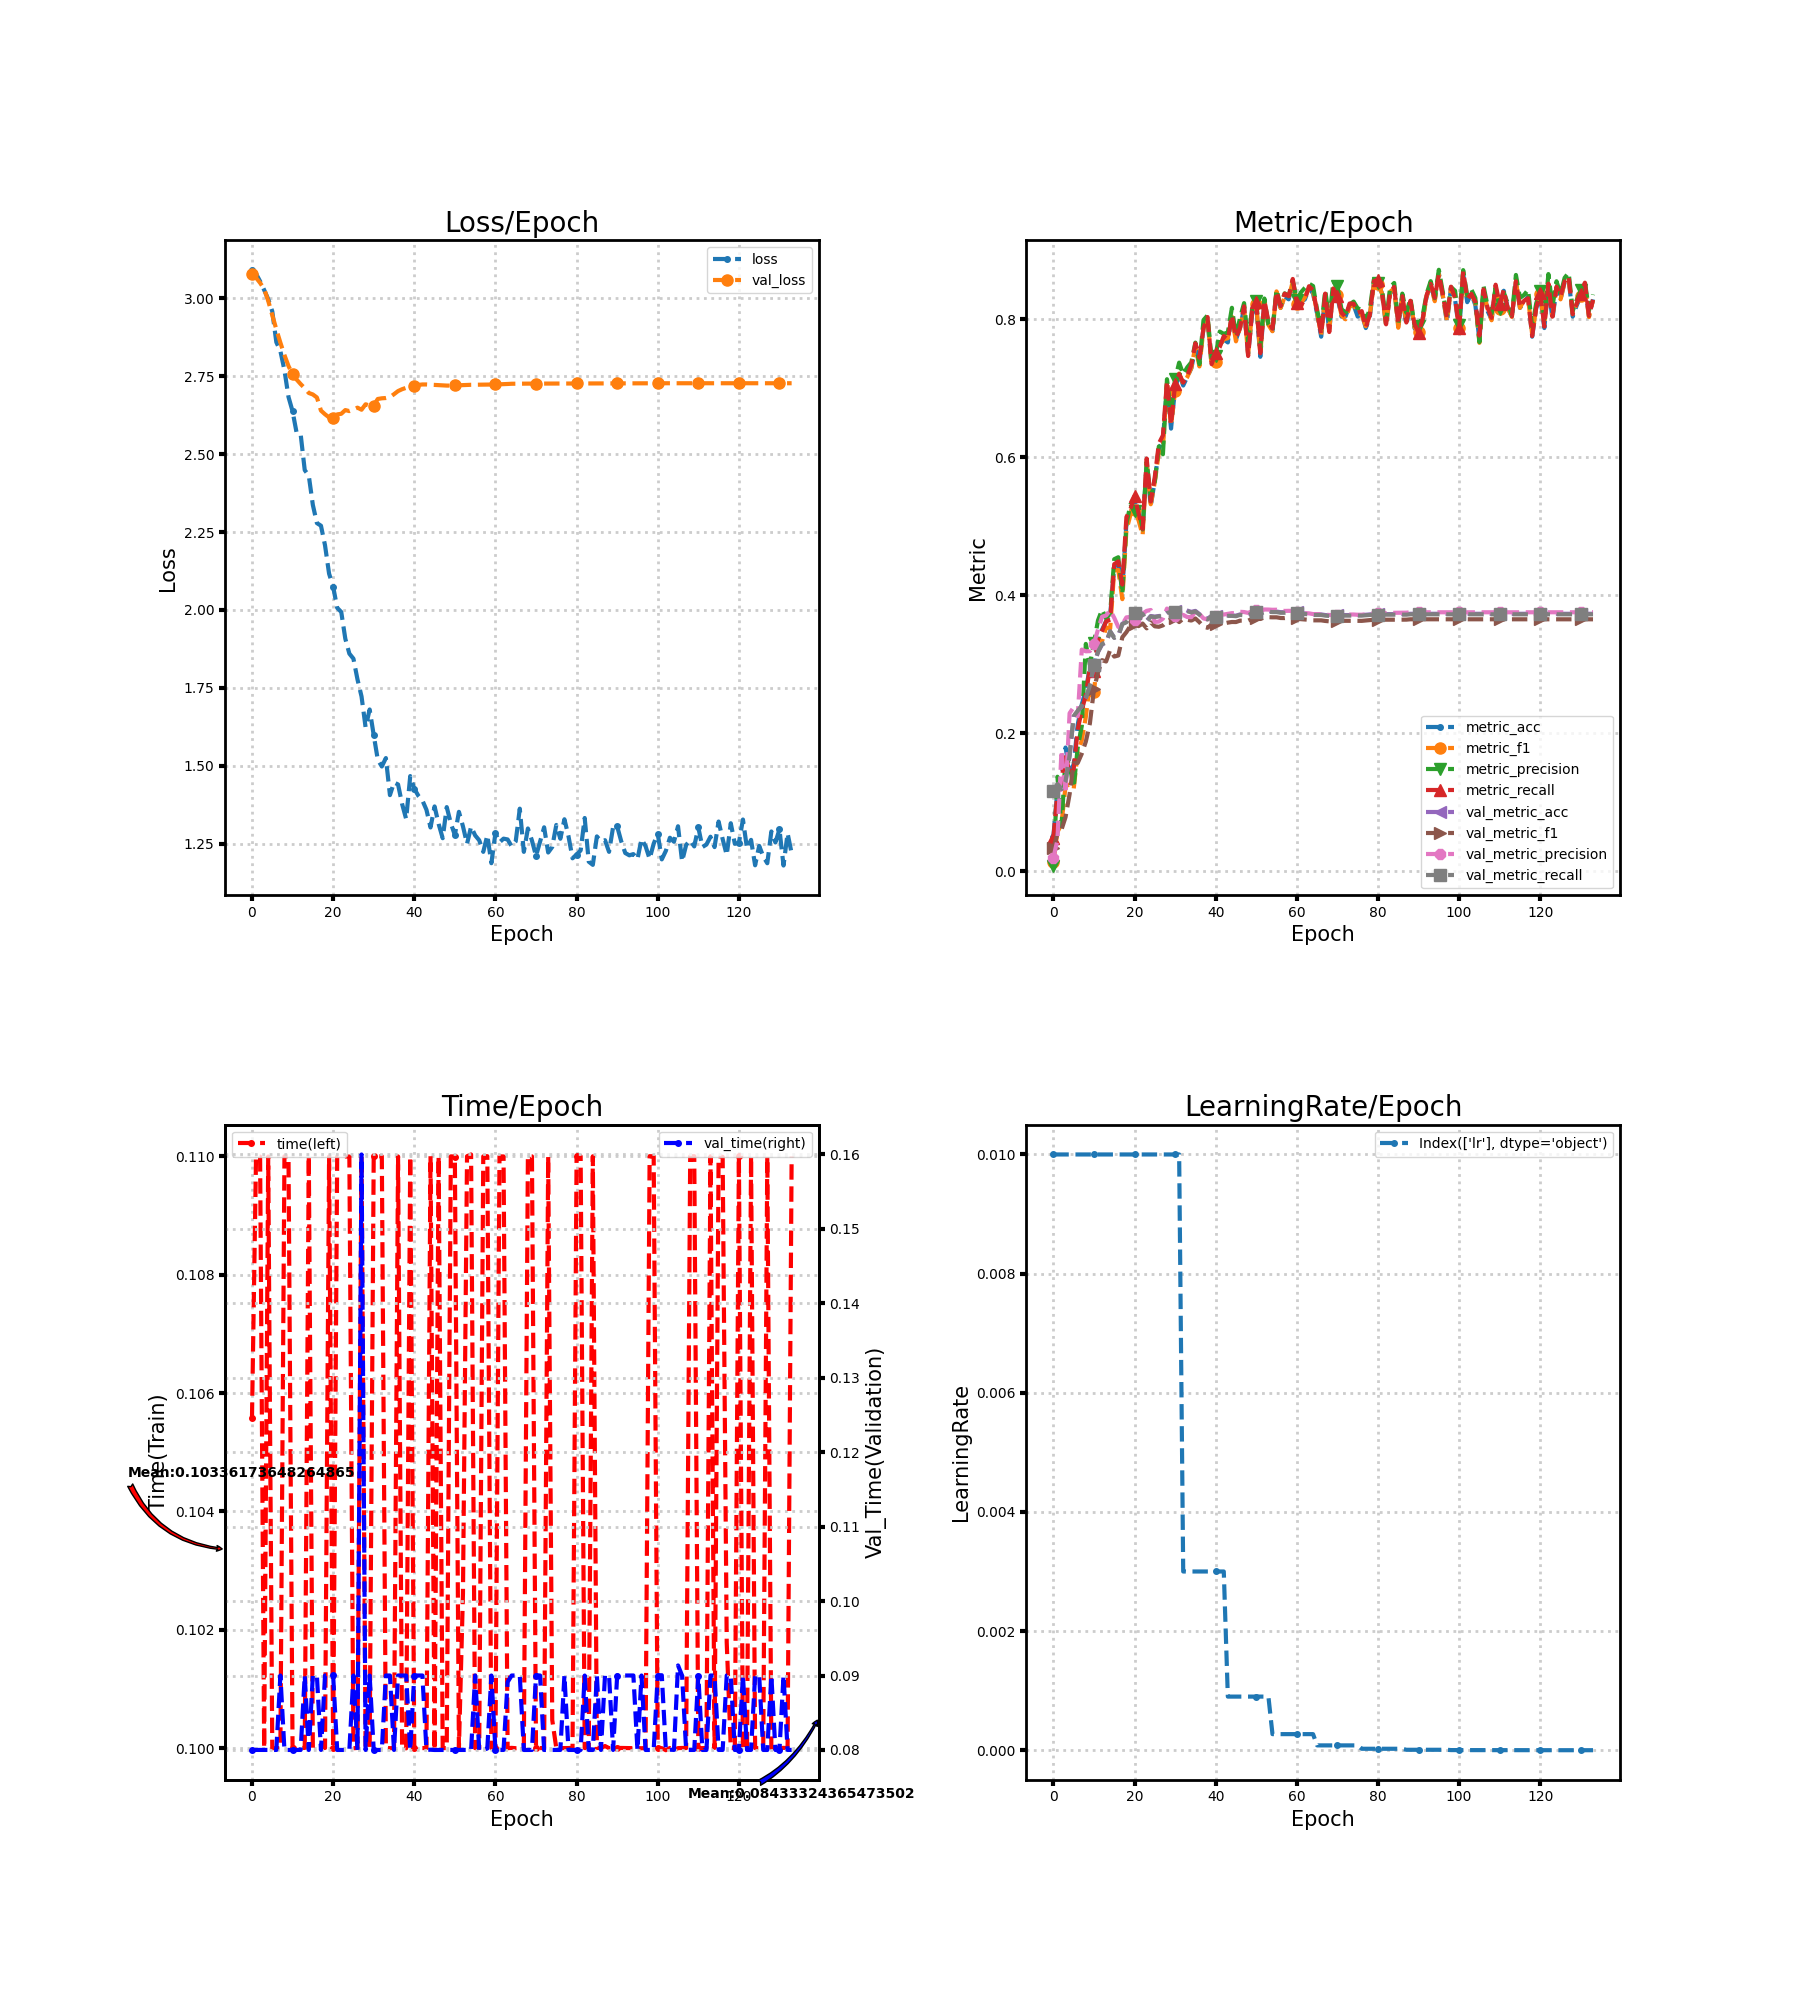 Loss/Epoch
loss
val_loss
3.00
2.75
2.50
2.25
2.00
1.75
1.50
1.25
Loss
0 20 40 60 80 100 120
Epoch
Metric/Epoch
0.8
0.6
0.4
0.2
0.0
Metric
metric_acc
metric_f1
metric_precision
metric_recall
val_metric_acc
val_metric_f1
val_metric_precision
val_metric_recall
0 20 40 60 80 100 120
Epoch
Time/Epoch
time(left)
val_time(right)
0.110
0.108
0.106
0.104
0.102
0.100
Time(Train)
Mean:0.10336173648264865
0.16
0.15
0.14
0.13
0.12
0.11
0.10
0.09
0.08
Val_Time(Validation)
Mean:0.08433324365473502
0 20 40 60 80 100 120
Epoch
LearningRate/Epoch
Index(['lr'], dtype='object')
0.010
0.008
0.006
0.004
0.002
0.000
LearningRate
0 20 40 60 80 100 120
Epoch